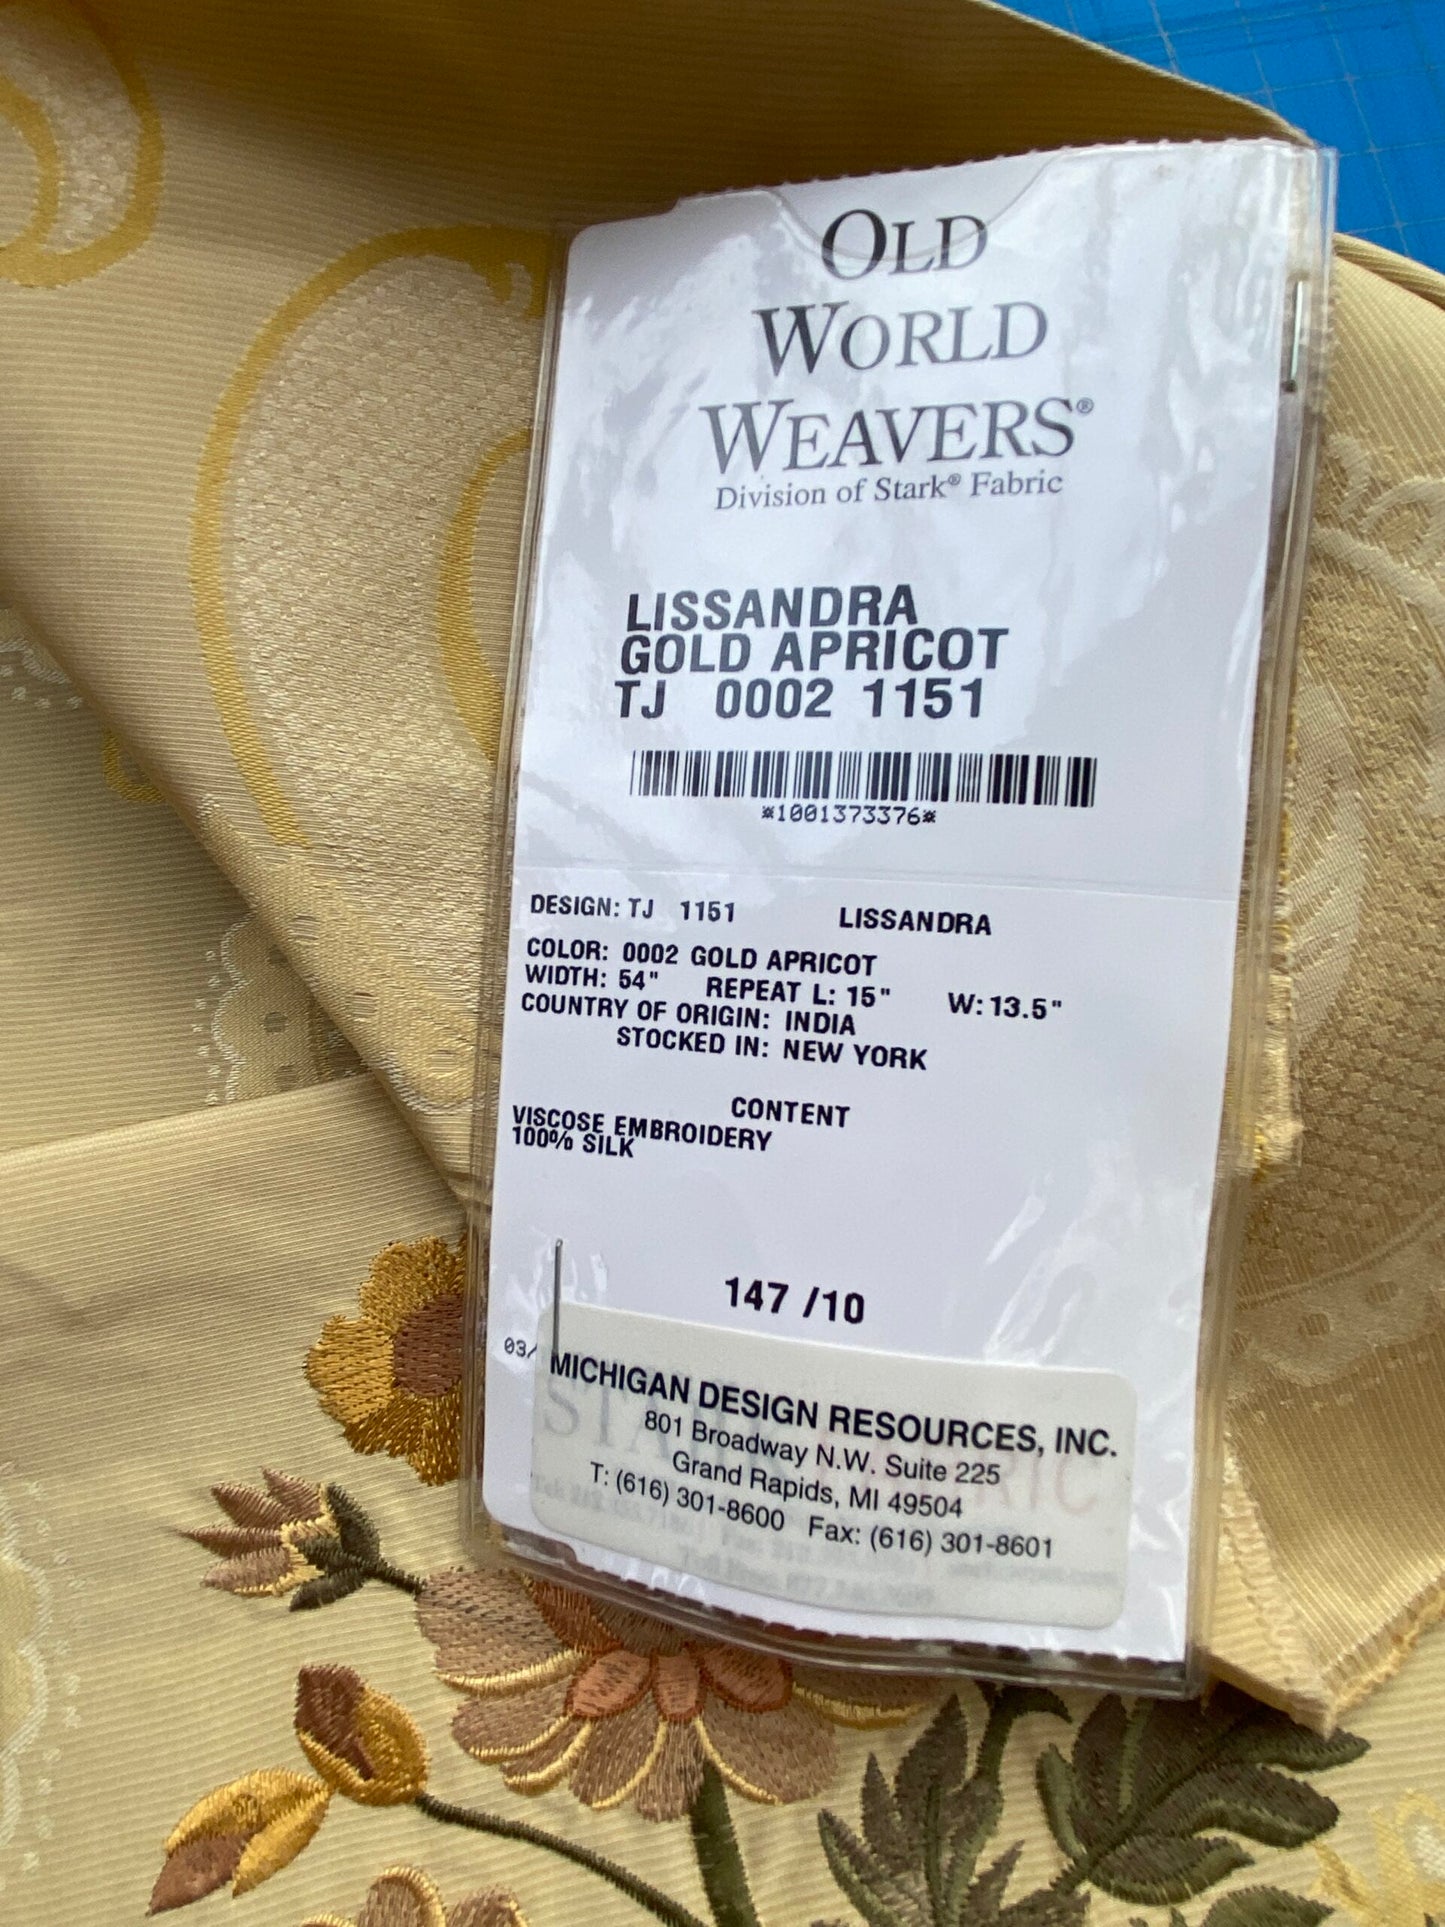 OLD
WORLD
WEAVERS®
Division of Stark® Fabric
LISSANDRA
GOLD APRICOT
TJ 0002 1151
*1001373376*
DESIGN: TJ 1151 LISSANDRA
COLOR: 0002 GOLD APRICOT
WIDTH: 54" REPEAT L: 15" W: 13.5"
COUNTRY OF ORIGIN: INDIA
STOCKED IN: NEW YORK
CONTENT
VISCOSE EMBROIDERY
100% SILK
147 /10
03/
MICHIGAN DESIGN RESOURCES, INC.
801 Broadway N.W. Suite 225
Grand Rapids, MI 49504
T: (616) 301-8600 Fax: (616) 301-8601